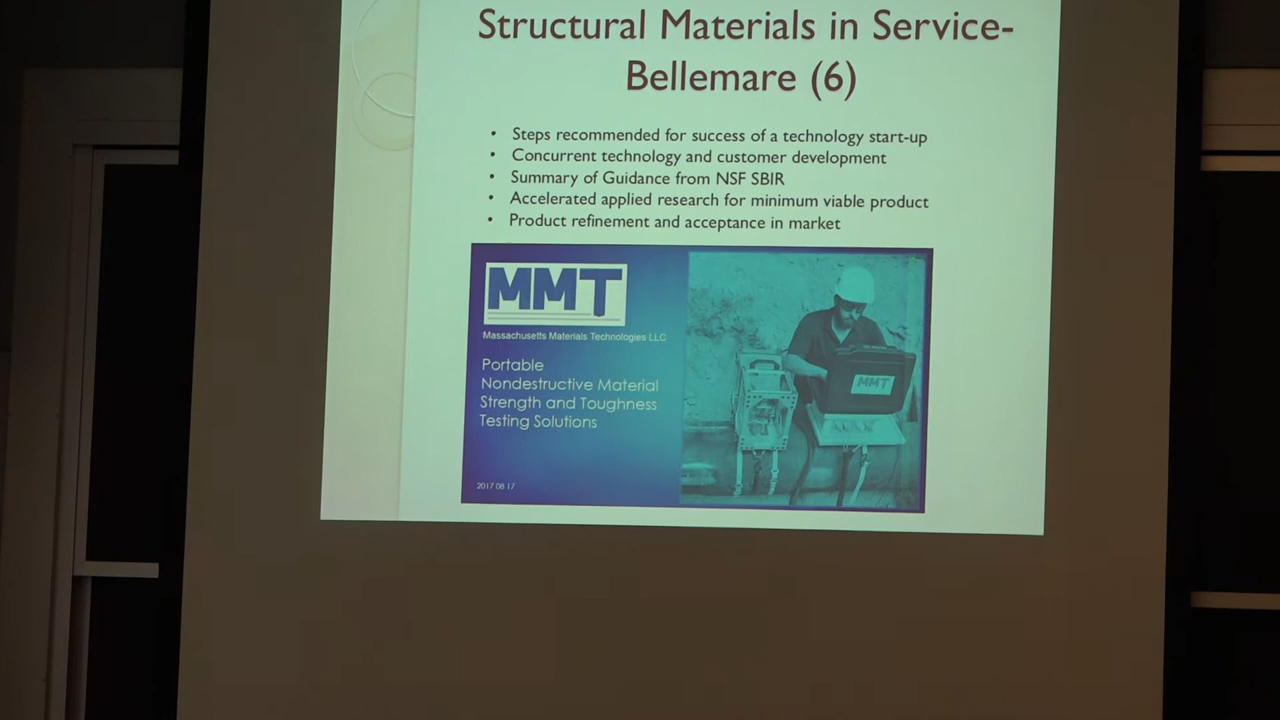 Structural Materials in Service-
Bellemare (6)
• Steps recommended for success of a technology start-up
• Concurrent technology and customer development
• Summary of Guidance from NSF SBIR
• Accelerated applied research for minimum viable product
• Product refinement and acceptance in market
MMT
Massachusetts Materials Technologies LLC
Portable
Nondestructive Material
Strength and Toughness
Testing Solutions
2017 08 17
MMT